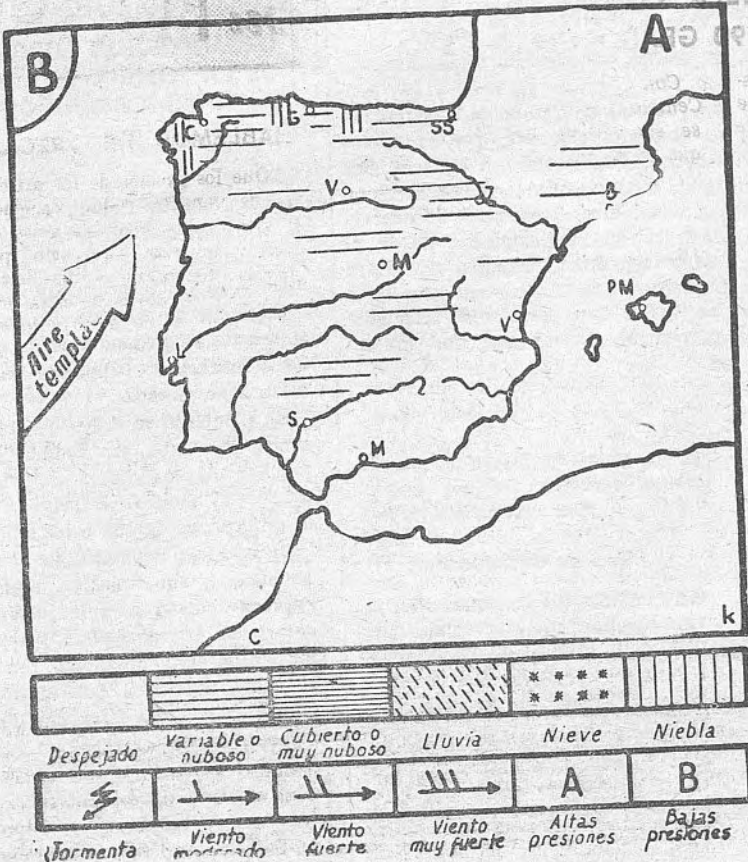 B
A
C
G
SS
V
Z
B
M
PM
V
Aire
templado
L
S
M
C
k
Despejado
Variable o
nuboso
Cubierto o
muy nuboso
Lluvia
Nieve
Niebla
A
B
Tormenta
Viento
moderado
Viento
fuerte
Viento
muy fuerte
Altas
presiones
Bajas
presiones